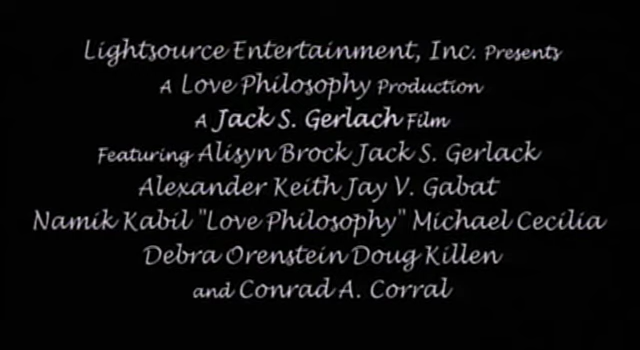 Lightsource Entertainment, Inc. Presents
A Love Philosophy Production
A Jack S. Gerlach Film
Featuring Alisyn Brock Jack S. Gerlack
Alexander Keith Jay V. Gabat
Namik Kabil "Love Philosophy" Michael Cecilia
Debra Orenstein Doug Killen
and Conrad A. Corral